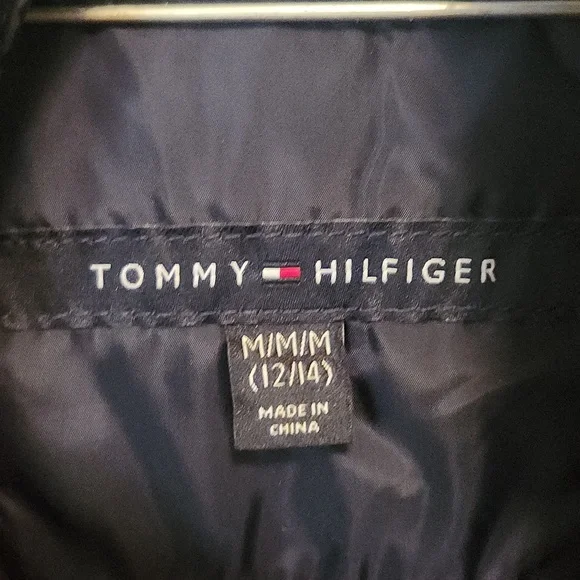 TOMMY HILFIGER
M/M/M
(12/14)
MADE IN
CHINA